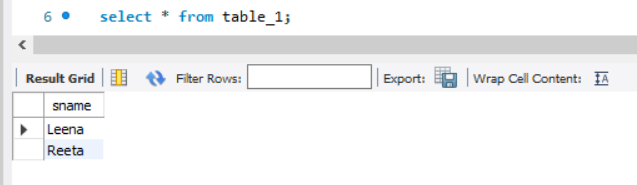 6 select * from table_1;
Result Grid Filter Rows: Export: Wrap Cell Content: ‡A
sname
Leena
Reeta